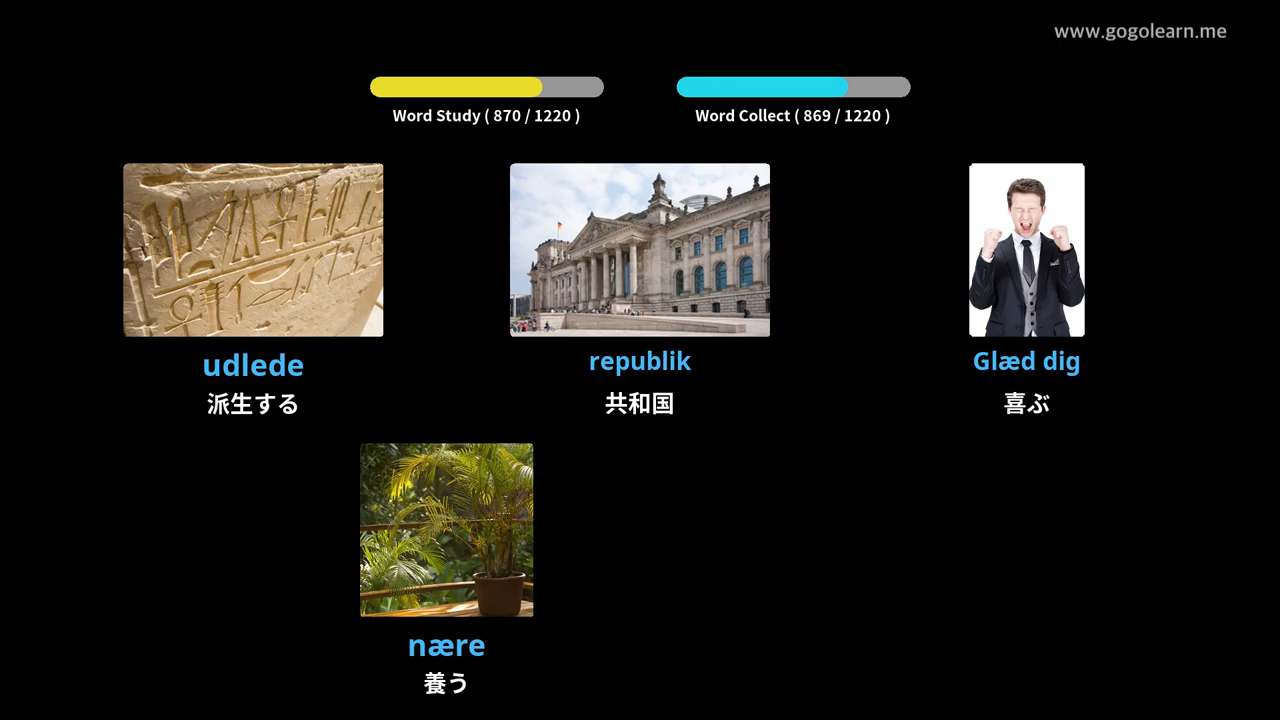 www.gogolearn.me
Word Study ( 870 / 1220 )
Word Collect ( 869 / 1220 )
udlede
派生する
republik
共和国
Glæd dig
喜ぶ
nære
養う